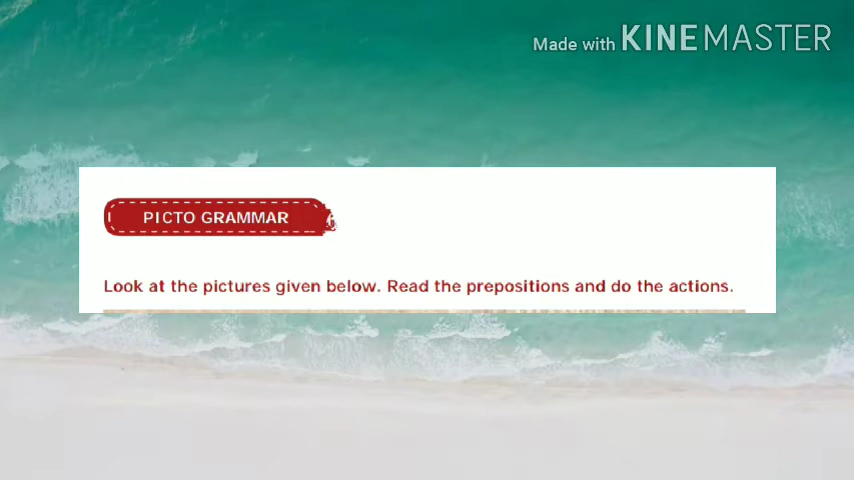 Made with KINEMASTER
PICTO GRAMMAR
Look at the pictures given below. Read the prepositions and do the actions.